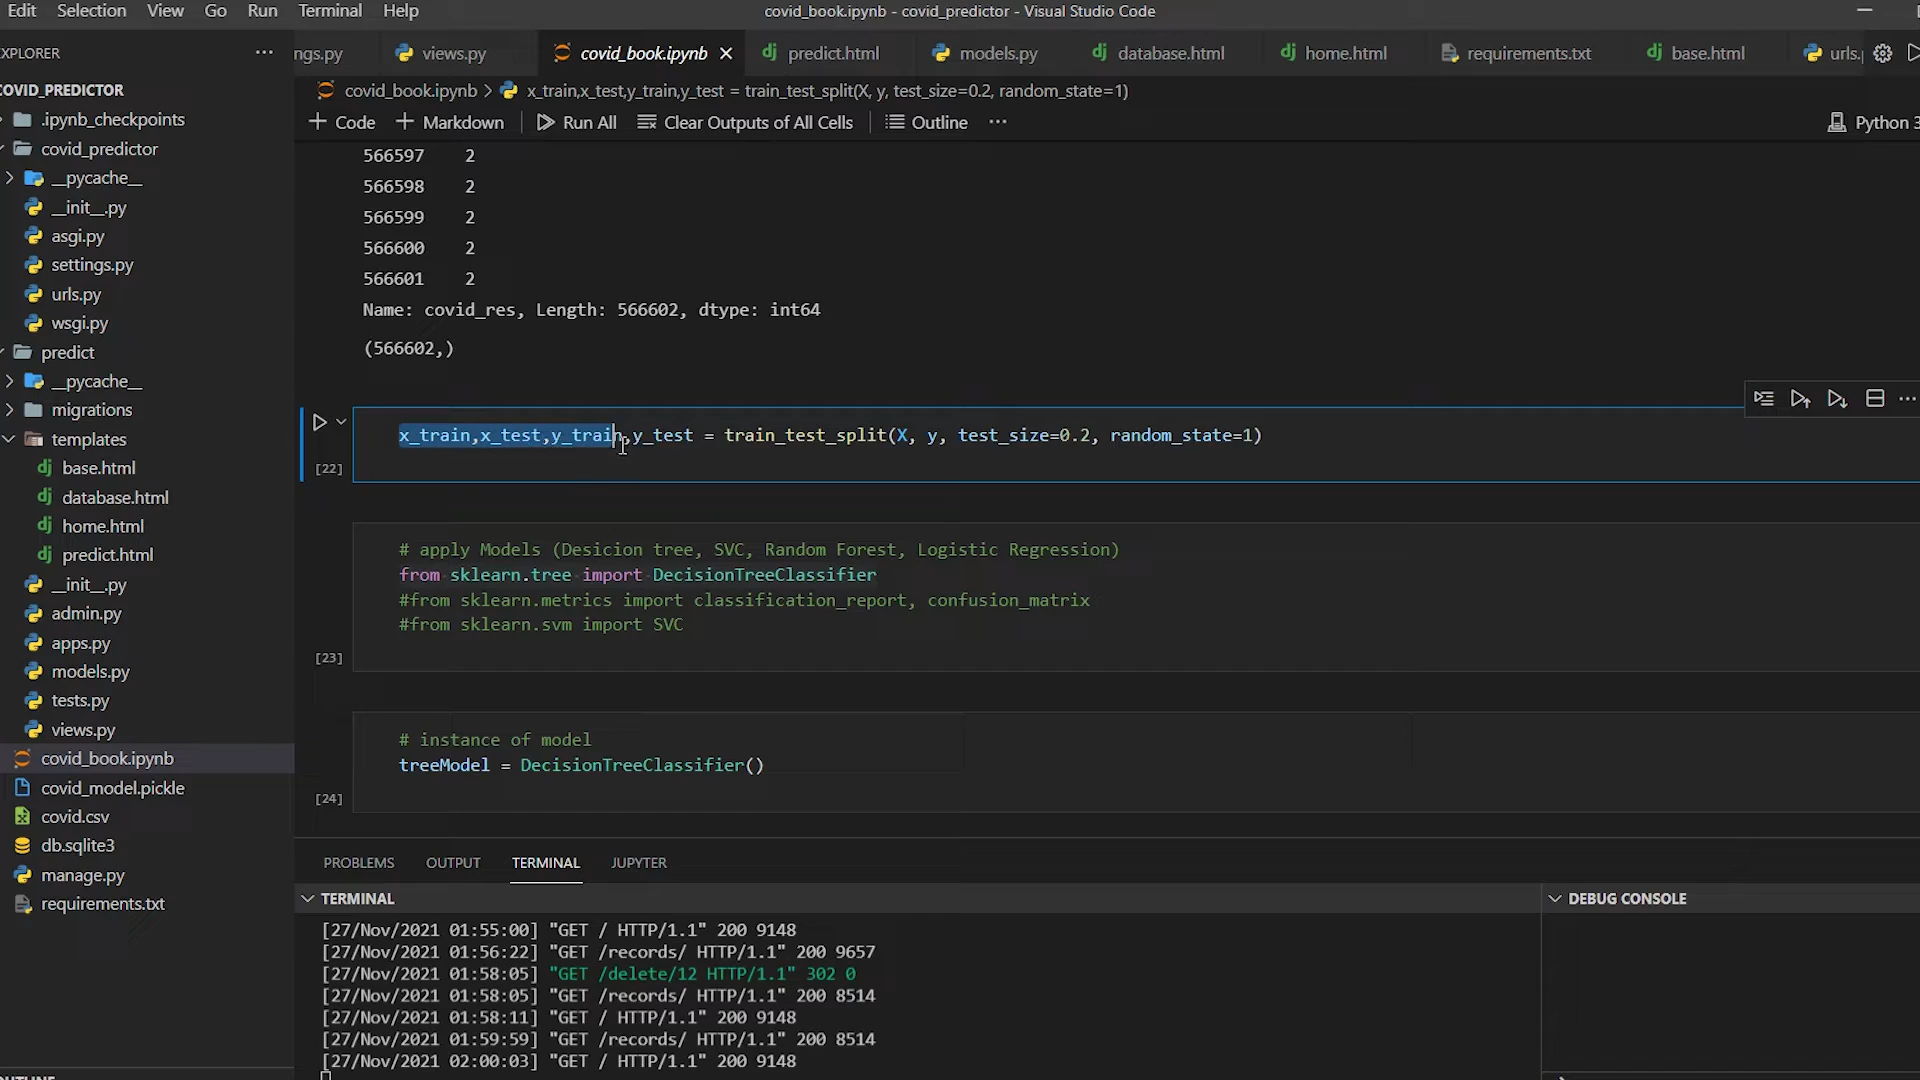 Edit Selection View Go Run Terminal Help
covid_book.ipynb - covid_predictor - Visual Studio Code
XPLORER
ngs.py views.py covid_book.ipynb predict.html models.py database.html home.html requirements.txt base.html urls.
OVID_PREDICTOR
.ipynb_checkpoints
covid_predictor
__pycache__
__init__.py
asgi.py
settings.py
urls.py
wsgi.py
predict
__pycache__
migrations
templates
base.html
database.html
home.html
predict.html
__init__.py
admin.py
apps.py
models.py
tests.py
views.py
covid_book.ipynb
covid_model.pickle
covid.csv
db.sqlite3
manage.py
requirements.txt
covid_book.ipynb > x_train,x_test,y_train,y_test = train_test_split(X, y, test_size=0.2, random_state=1)
+ Code + Markdown Run All Clear Outputs of All Cells Outline ... Python 3
566597 2
566598 2
566599 2
566600 2
566601 2
Name: covid_res, Length: 566602, dtype: int64
(566602,)
x_train,x_test,y_train,y_test = train_test_split(X, y, test_size=0.2, random_state=1)
[22]
# apply Models (Desicion tree, SVC, Random Forest, Logistic Regression)
from sklearn.tree import DecisionTreeClassifier
#from sklearn.metrics import classification_report, confusion_matrix
#from sklearn.svm import SVC
[23]
# instance of model
treeModel = DecisionTreeClassifier()
[24]
PROBLEMS OUTPUT TERMINAL JUPYTER
TERMINAL
[27/Nov/2021 01:55:00] "GET / HTTP/1.1" 200 9148
[27/Nov/2021 01:56:22] "GET /records/ HTTP/1.1" 200 9657
[27/Nov/2021 01:58:05] "GET /delete/12 HTTP/1.1" 302 0
[27/Nov/2021 01:58:05] "GET /records/ HTTP/1.1" 200 8514
[27/Nov/2021 01:58:11] "GET / HTTP/1.1" 200 9148
[27/Nov/2021 01:59:59] "GET /records/ HTTP/1.1" 200 8514
[27/Nov/2021 02:00:03] "GET / HTTP/1.1" 200 9148
DEBUG CONSOLE